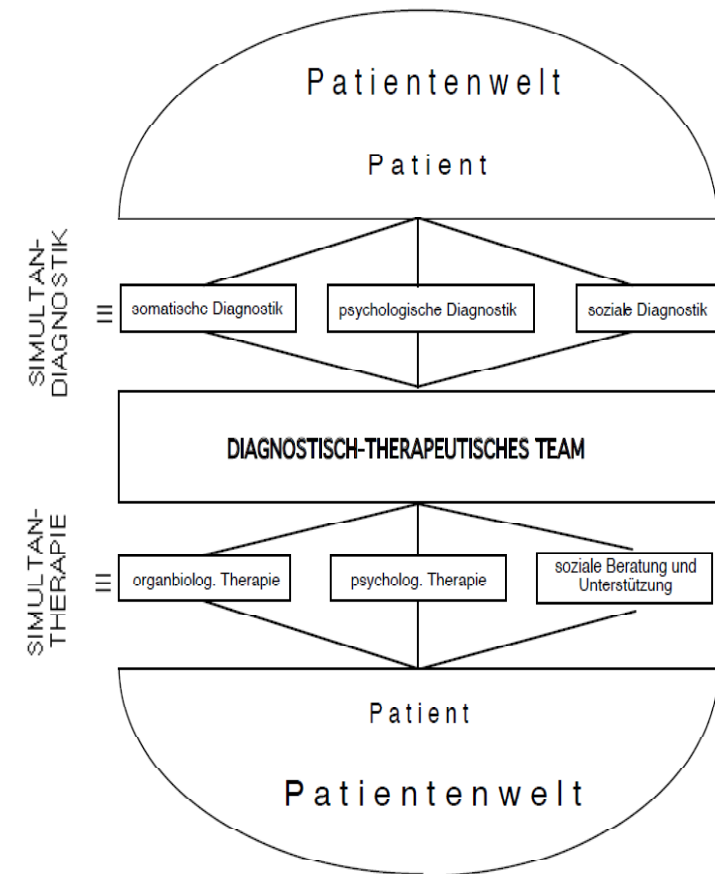 Patientenwelt
Patient
SIMULTAN-
DIAGNOSTIK
somatische Diagnostik
psychologische Diagnostik
soziale Diagnostik
DIAGNOSTISCH-THERAPEUTISCHES TEAM
SIMULTAN-
THERAPIE
organbiolog. Therapie
psycholog. Therapie
soziale Beratung und
Unterstützung
Patient
Patientenwelt